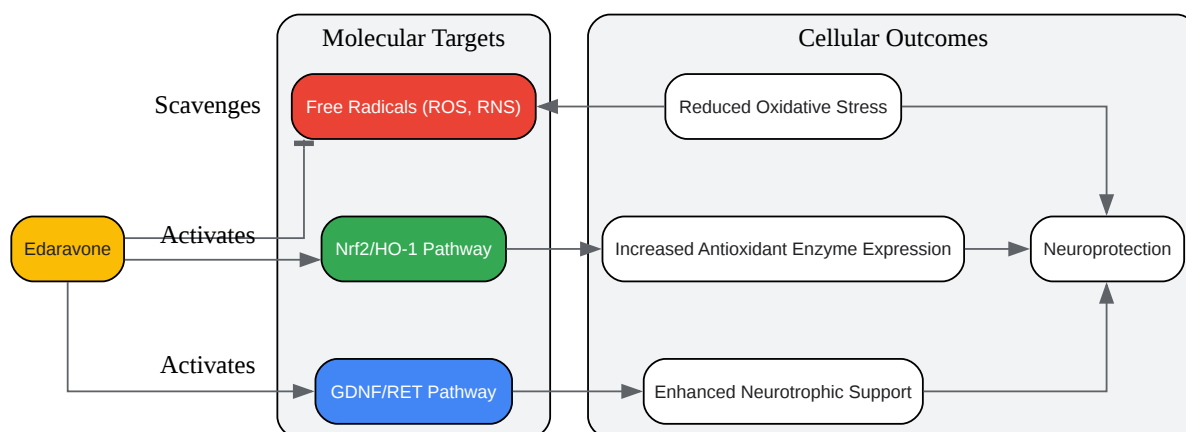 Molecular Targets
Cellular Outcomes
Scavenges
Free Radicals (ROS, RNS)
Reduced Oxidative Stress
Edaravone
Activates
Nrf2/HO-1 Pathway
Increased Antioxidant Enzyme Expression
Neuroprotection
Activates
GDNF/RET Pathway
Enhanced Neurotrophic Support